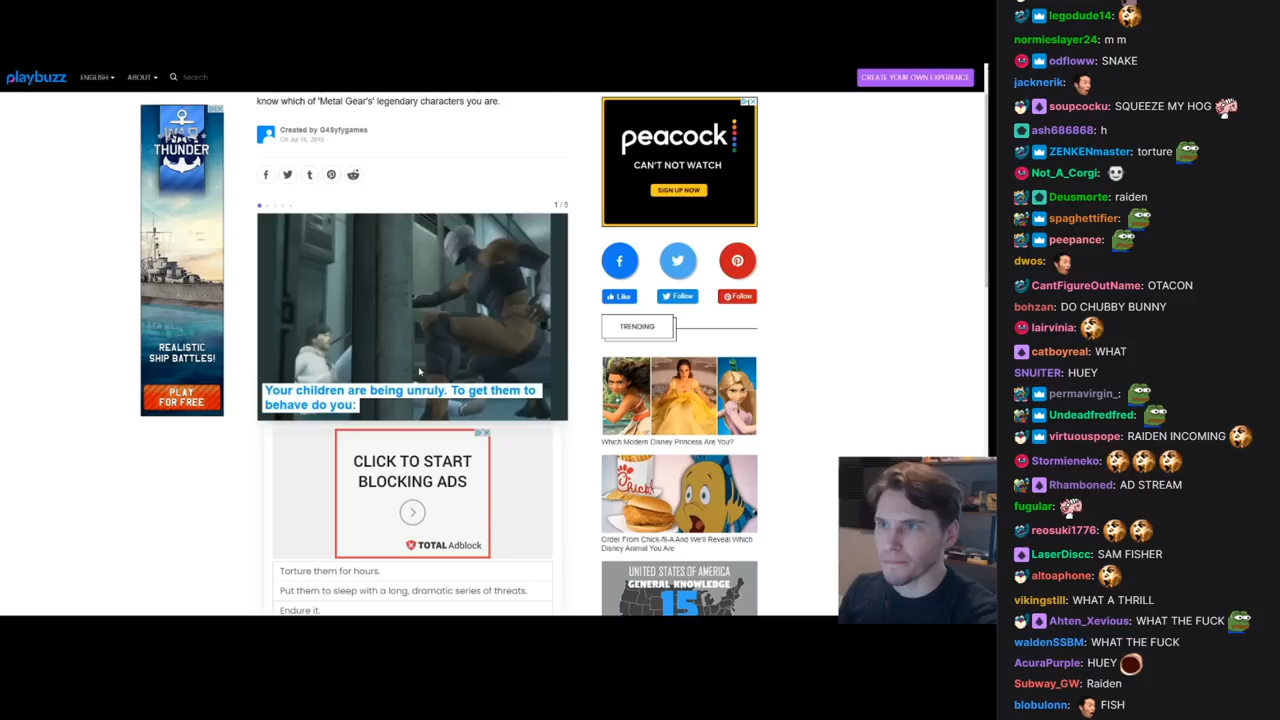 playbuzz
ENGLISH
ABOUT
Search
CREATE YOUR OWN EXPERIENCE
know which of 'Metal Gear's' legendary characters you are.
Created by G4Syfygames
1 / 5
WAR
THUNDER
REALISTIC
SHIP BATTLES!
PLAY
FOR FREE
Your children are being unruly. To get them to
behave do you:
CLICK TO START
BLOCKING ADS
TOTAL Adblock
Torture them for hours.
Put them to sleep with a long, dramatic series of threats.
Endure it.
peacock
CAN'T NOT WATCH
SIGN UP NOW
Like
Follow
Follow
TRENDING
Which Modern Disney Princess Are You?
Order From Chick-fil-A And We'll Reveal Which
Disney Animal You Are
UNITED STATES OF AMERICA
GENERAL KNOWLEDGE
15
legodude14:
normieslayer24: m m
odfloww: SNAKE
jacknerik:
soupcocku: SQUEEZE MY HOG
ash686868: h
ZENKENmaster: torture
Not_A_Corgi:
Deusmorte: raiden
spaghettifier:
peepance:
dwos:
CantFigureOutName: OTACON
bohzan: DO CHUBBY BUNNY
lairvinia:
catboyreal: WHAT
SNUITER: HUEY
permavirgin_:
Undeadfredfred:
virtuouspope: RAIDEN INCOMING
Stormieneko:
Rhamboned: AD STREAM
fugular:
reosuki1776:
LaserDiscc: SAM FISHER
altoaphone:
vikingstill: WHAT A THRILL
Ahten_Xevious: WHAT THE FUCK
waldenSSBM: WHAT THE FUCK
AcuraPurple: HUEY
Subway_GW: Raiden
blobulonn: FISH